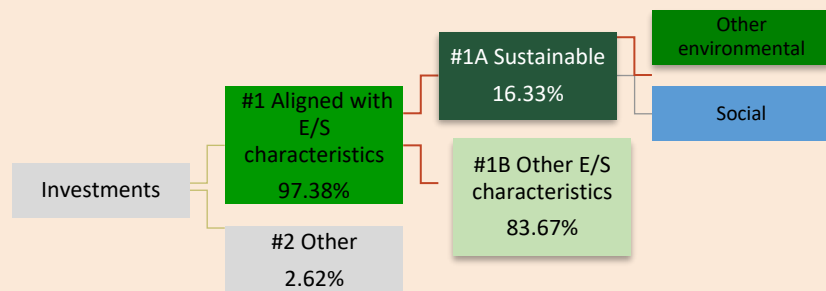 Other
environmental
#1A Sustainable
16.33%
#1 Aligned with
E/S
characteristics
97.38%
Social
#1B Other E/S
characteristics
83.67%
Investments
#2 Other
2.62%